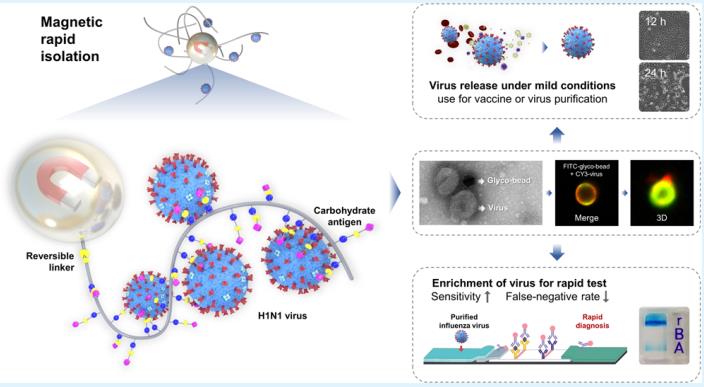 Magnetic
rapid
isolation
Reversible
linker
Carbohydrate
antigen
H1N1 virus
12 h
24 h
Virus release under mild conditions
use for vaccine or virus purification
Glyco-bead
Virus
FITC-glyco-bead
+ CY3-virus
Merge
3D
Enrichment of virus for rapid test
Sensitivity ↑ False-negative rate ↓
Purified
influenza virus
Rapid
diagnosis
r
B
A